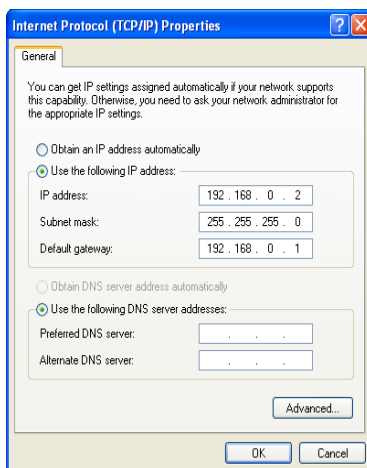 Internet Protocol (TCP/IP) Properties
General
You can get IP settings assigned automatically if your network supports
this capability. Otherwise, you need to ask your network administrator for
the appropriate IP settings.
Obtain an IP address automatically
Use the following IP address:
IP address: 192 . 168 . 0 . 2
Subnet mask: 255 . 255 . 255 . 0
Default gateway: 192 . 168 . 0 . 1
Obtain DNS server address automatically
Use the following DNS server addresses:
Preferred DNS server: . . .
Alternate DNS server: . . .
Advanced...
OK Cancel